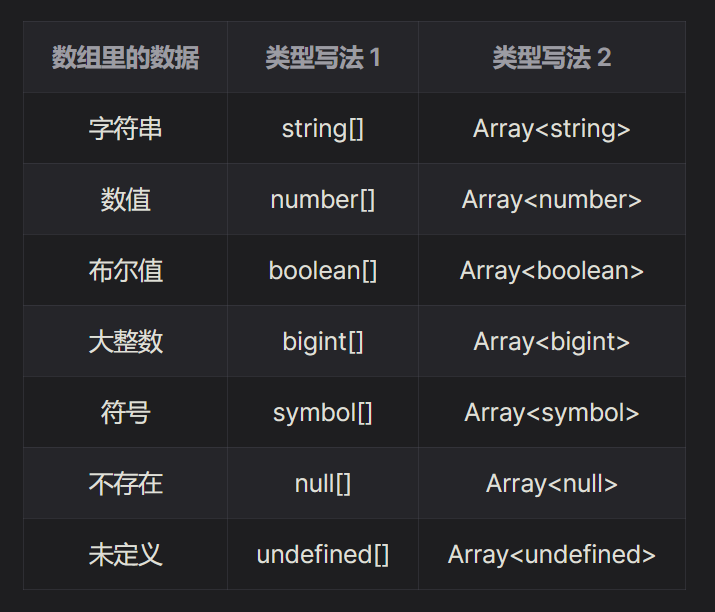 数组里的数据 类型写法 1 类型写法 2
字符串 string[] Array<string>
数值 number[] Array<number>
布尔值 boolean[] Array<boolean>
大整数 bigint[] Array<bigint>
符号 symbol[] Array<symbol>
不存在 null[] Array<null>
未定义 undefined[] Array<undefined>